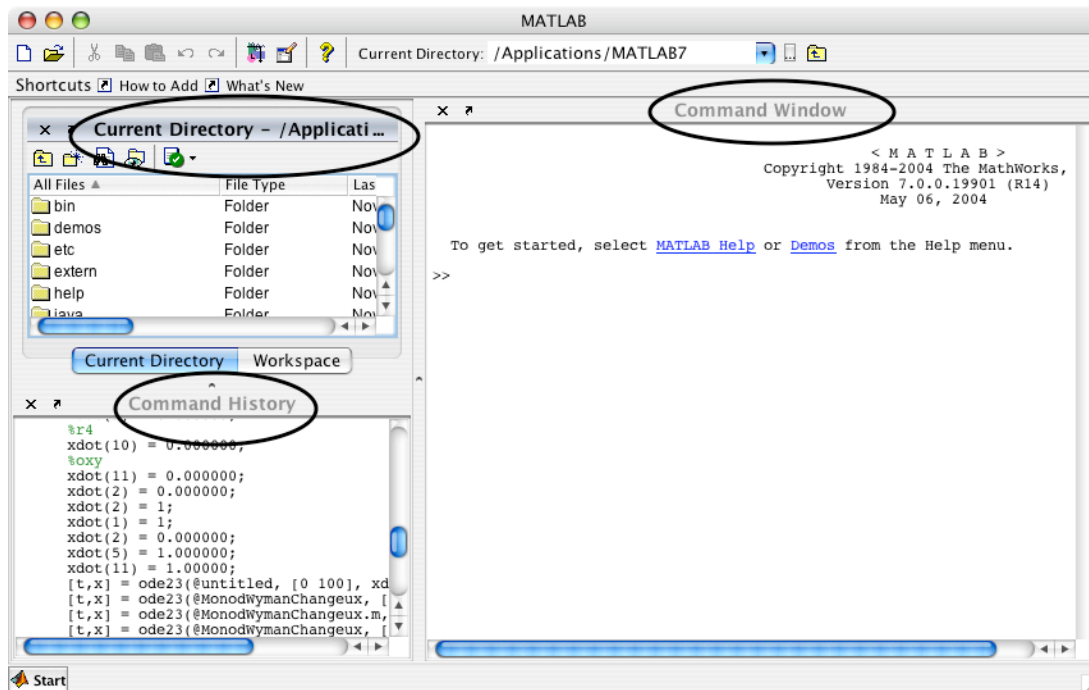 MATLAB
Current Directory: /Applications/MATLAB7
Shortcuts How to Add What's New
Current Directory – /Applicati...
All Files File Type Las
bin Folder Nov
demos Folder Nov
etc Folder Nov
extern Folder Nov
help Folder Nov
java Folder Nov
Current Directory Workspace
Command History
%r4
xdot(10) = 0.000000;
%oxy
xdot(11) = 0.000000;
xdot(2) = 0.000000;
xdot(2) = 1;
xdot(1) = 1;
xdot(2) = 0.000000;
xdot(5) = 1.000000;
xdot(11) = 1.00000;
[t,x] = ode23(@untitled, [0 100], xd
[t,x] = ode23(@MonodWymanChangeux, [
[t,x] = ode23(@MonodWymanChangeux.m,
[t,x] = ode23(@MonodWymanChangeux, [
Command Window
< M A T L A B >
Copyright 1984-2004 The MathWorks,
Version 7.0.0.19901 (R14)
May 06, 2004
To get started, select MATLAB Help or Demos from the Help menu.
>>
Start